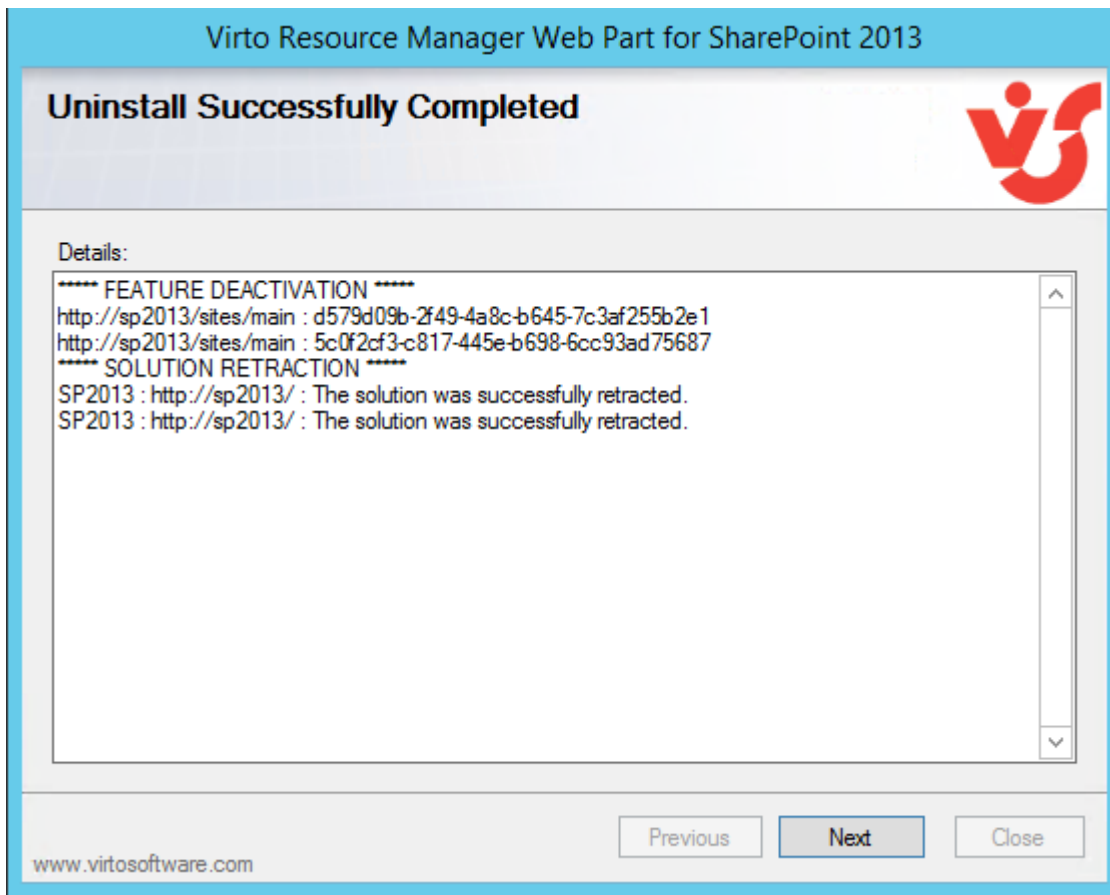 Virto Resource Manager Web Part for SharePoint 2013
Uninstall Successfully Completed
Details:
***** FEATURE DEACTIVATION *****
http://sp2013/sites/main : d579d09b-2f49-4a8c-b645-7c3af255b2e1
http://sp2013/sites/main : 5c0f2cf3-c817-445e-b698-6cc93ad75687
***** SOLUTION RETRACTION *****
SP2013 : http://sp2013/ : The solution was successfully retracted.
SP2013 : http://sp2013/ : The solution was successfully retracted.
Previous Next Close
www.virtosoftware.com